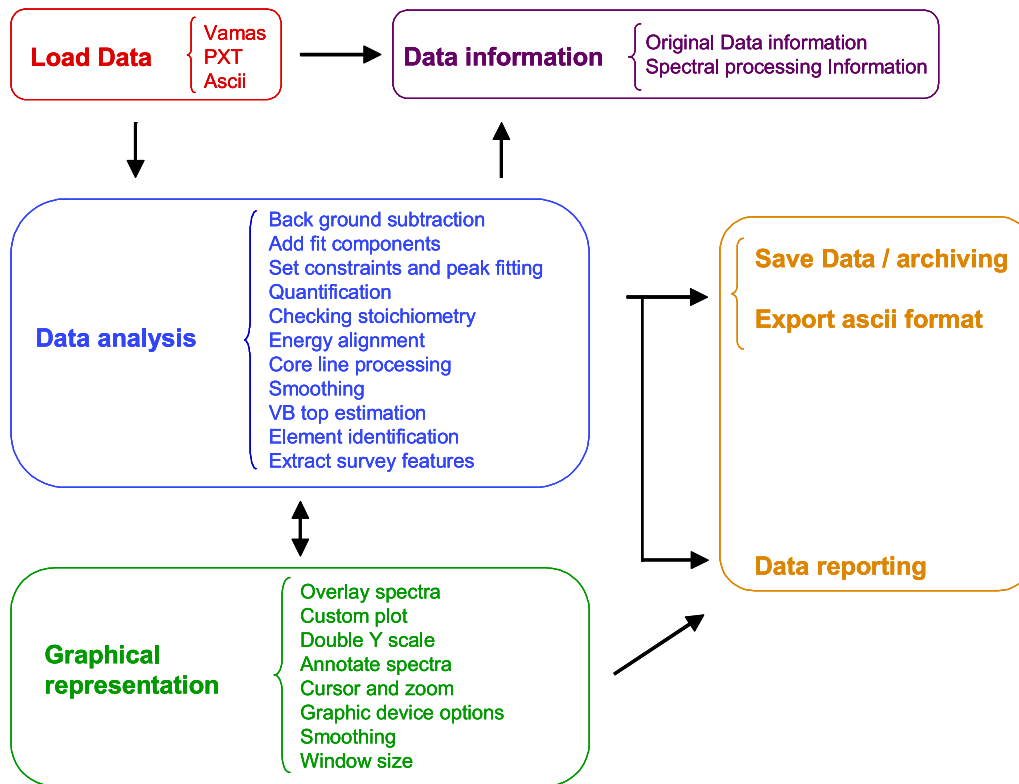 Load Data
Vamas
PXT
Ascii
Data information
Original Data information
Spectral processing Information
Data analysis
Back ground subtraction
Add fit components
Set constraints and peak fitting
Quantification
Checking stoichiometry
Energy alignment
Core line processing
Smoothing
VB top estimation
Element identification
Extract survey features
Save Data / archiving
Export ascii format
Data reporting
Graphical
representation
Overlay spectra
Custom plot
Double Y scale
Annotate spectra
Cursor and zoom
Graphic device options
Smoothing
Window size